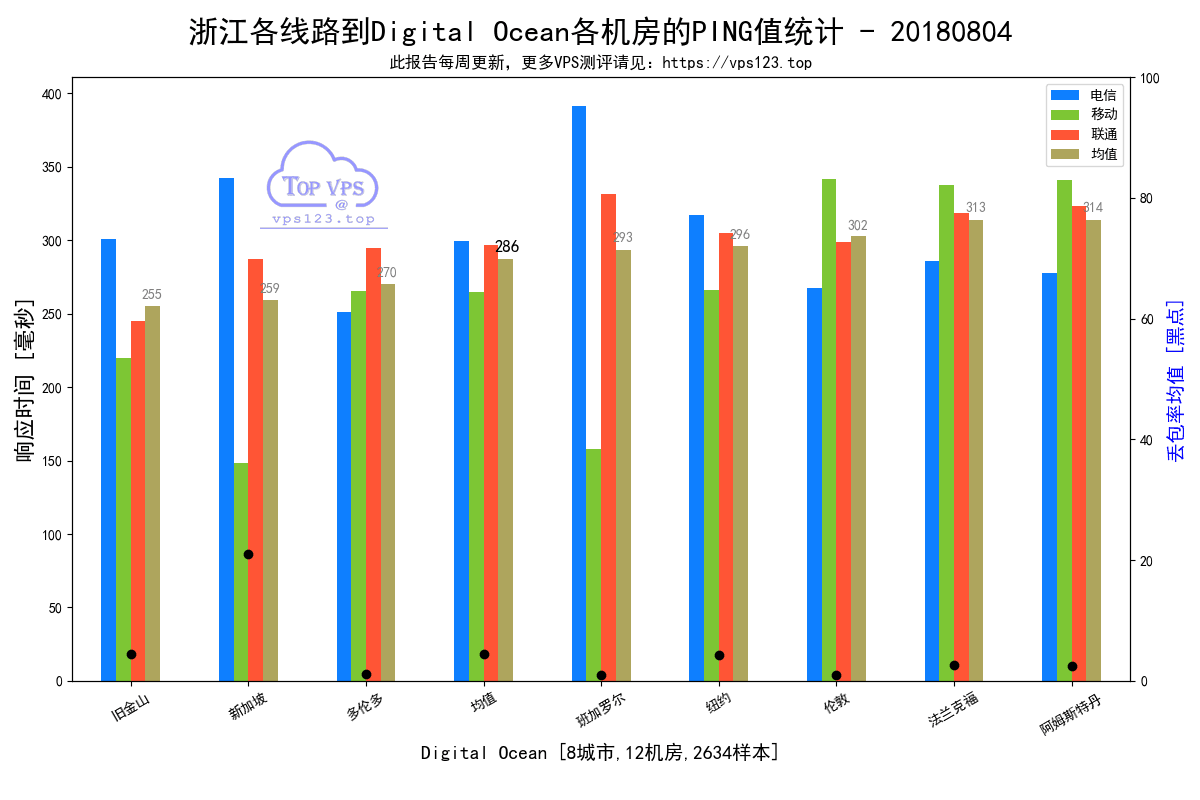 浙江各线路到Digital Ocean各机房的PING值统计 - 20180804
此报告每周更新，更多VPS测评请见：https://vps123.top
电信
移动
联通
均值
TOP VPS
@
vps123.top
响应时间 [毫秒]
400
350
300
250
200
150
100
50
0
255
259
270
286
293
296
302
313
314
100
80
60
40
20
0
丢包率均值 [黑点]
旧金山
新加坡
多伦多
均值
班加罗尔
纽约
伦敦
法兰克福
阿姆斯特丹
Digital Ocean [8城市,12机房,2634样本]